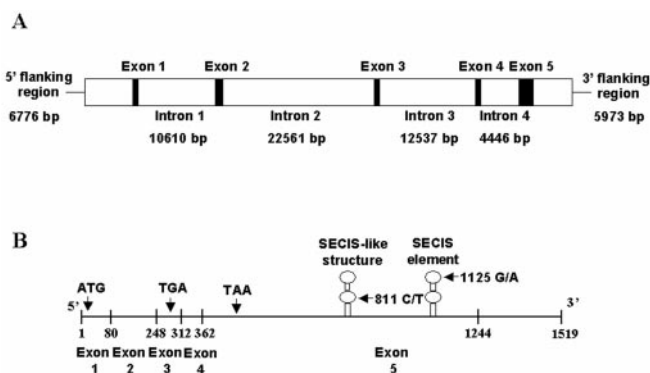 A
Exon 1 Exon 2 Exon 3 Exon 4 Exon 5
5' flanking region
3' flanking region
6776 bp
5973 bp
Intron 1 Intron 2 Intron 3 Intron 4
10610 bp 22561 bp 12537 bp 4446 bp
B
SECIS-like structure
SECIS element
1125 G/A
811 C/T
ATG TGA TAA
5' 3'
1 80 248 312 362 1244 1519
Exon 1 Exon 2 Exon 3 Exon 4 Exon 5